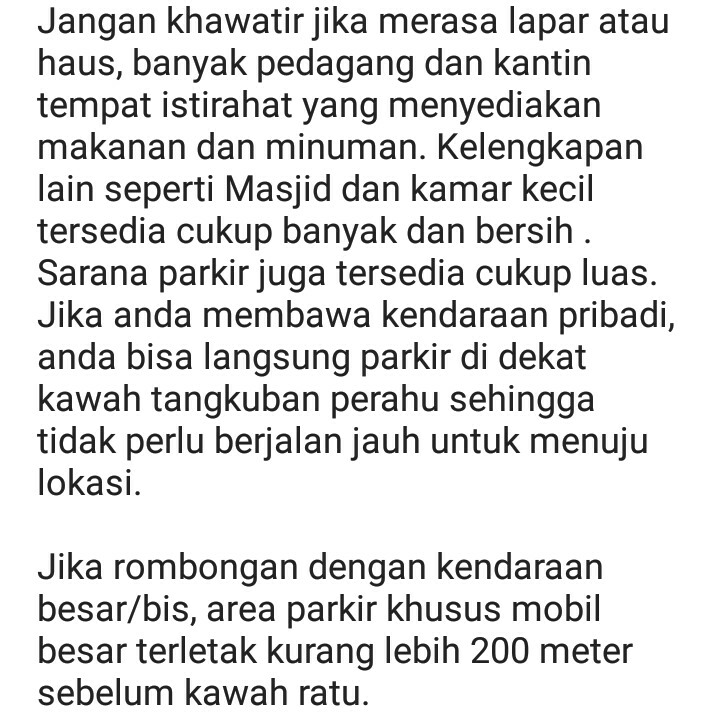 Jangan khawatir jika merasa lapar atau
haus, banyak pedagang dan kantin
tempat istirahat yang menyediakan
makanan dan minuman. Kelengkapan
lain seperti Masjid dan kamar kecil
tersedia cukup banyak dan bersih .
Sarana parkir juga tersedia cukup luas.
Jika anda membawa kendaraan pribadi,
anda bisa langsung parkir di dekat
kawah tangkuban perahu sehingga
tidak perlu berjalan jauh untuk menuju
lokasi.
Jika rombongan dengan kendaraan
besar/bis, area parkir khusus mobil
besar terletak kurang lebih 200 meter
sebelum kawah ratu.